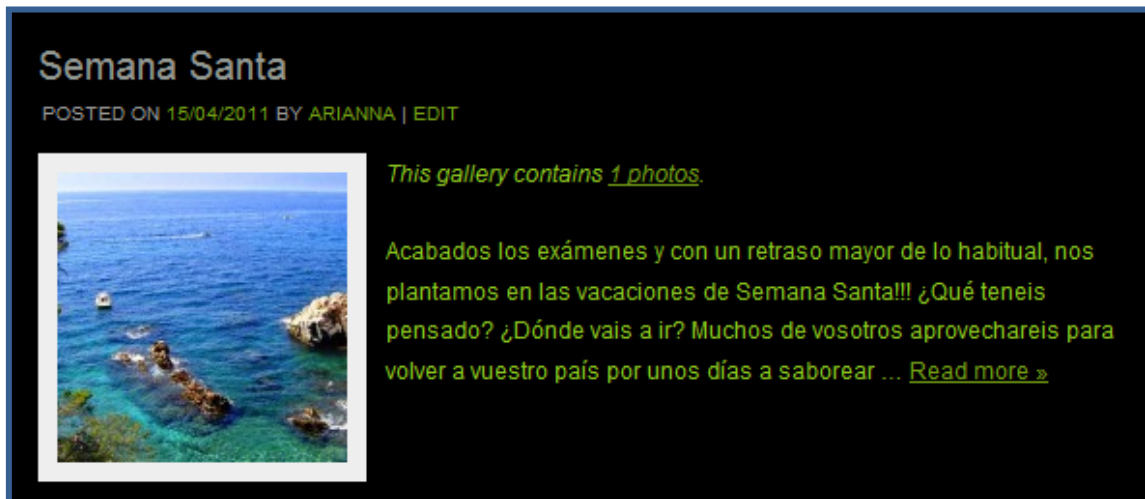 Semana Santa
POSTED ON 15/04/2011 BY ARIANNA | EDIT
This gallery contains 1 photos.
Acabados los exámenes y con un retraso mayor de lo habitual, nos
plantamos en las vacaciones de Semana Santa!!! ¿Qué teneis
pensado? ¿Dónde vais a ir? Muchos de vosotros aprovechareis para
volver a vuestro país por unos días a saborear ... Read more »